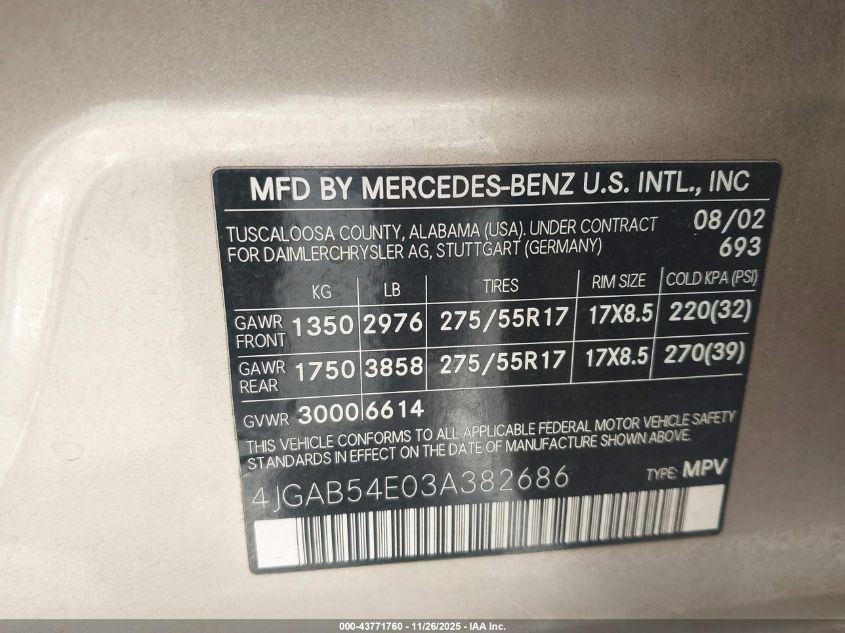 MFD BY MERCEDES-BENZ U.S. INTL., INC
TUSCALOOSA COUNTY, ALABAMA (USA). UNDER CONTRACT 08/02
FOR DAIMLERCHRYSLER AG, STUTTGART (GERMANY) 693
KG LB TIRES RIM SIZE COLD KPA (PSI)
GAWR FRONT 1350 2976 275/55R17 17X8.5 220(32)
GAWR REAR 1750 3858 275/55R17 17X8.5 270(39)
GVWR 3000 6614
THIS VEHICLE CONFORMS TO ALL APPLICABLE FEDERAL MOTOR VEHICLE SAFETY
STANDARDS IN EFFECT ON THE DATE OF MANUFACTURE SHOWN ABOVE.
4JGAB54E03A382686 TYPE: MPV
000-43771760 - 11/26/2025 - IAA Inc.